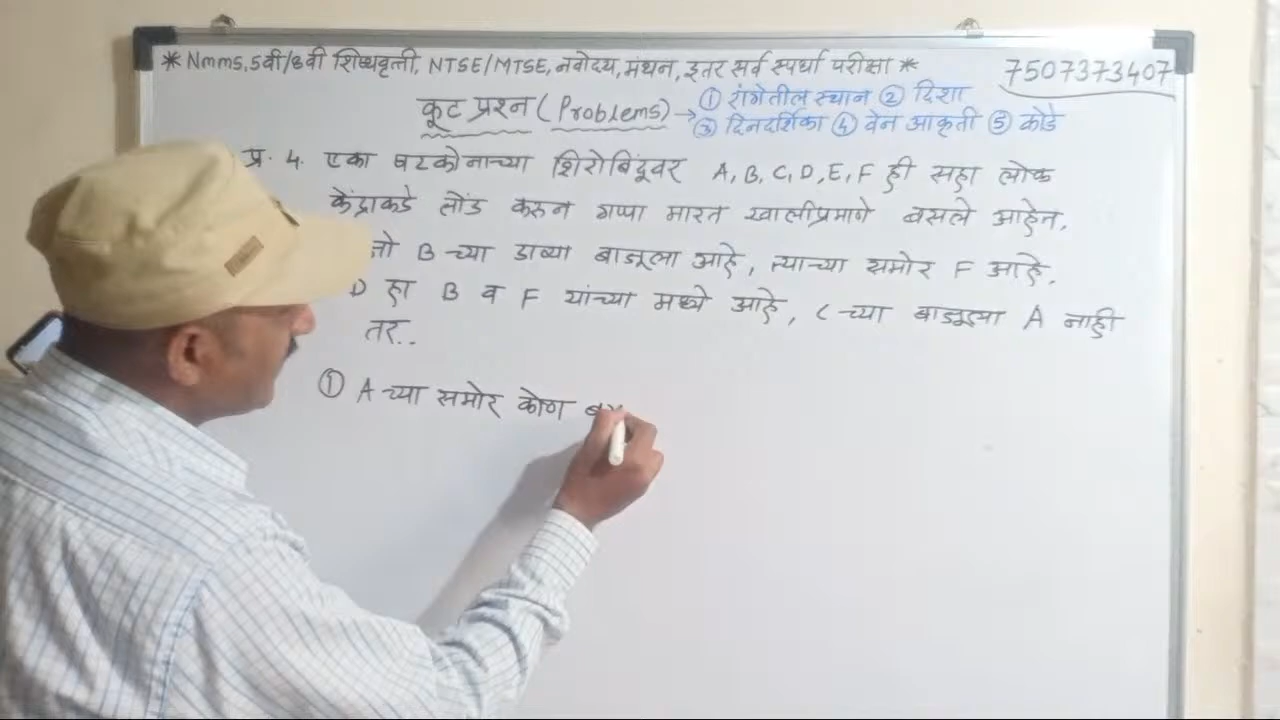 * Nmms, 5वी/8वी शिष्यवृत्ती, NTSE/MTSE, नवोदय, मंथन, इतर सर्व स्पर्धा परीक्षा *
7507373407
कूट प्रश्न (Problems) → ① रांगेतील स्थान ② दिशा
③ दिनदर्शिका ④ वेन आकृती ⑤ कोडे
प्र. 4. एका षटकोनाच्या शिरोबिंदूवर A, B, C, D, E, F ही सहा लोक
केंद्राकडे तोंड करुन गप्पा मारत खालीप्रमाणे बसले आहेत.
जो B च्या डाव्या बाजूला आहे, त्याच्या समोर F आहे.
D हा B व F यांच्या मध्ये आहे, C च्या बाजूला A नाही
तर..
① A च्या समोर कोण